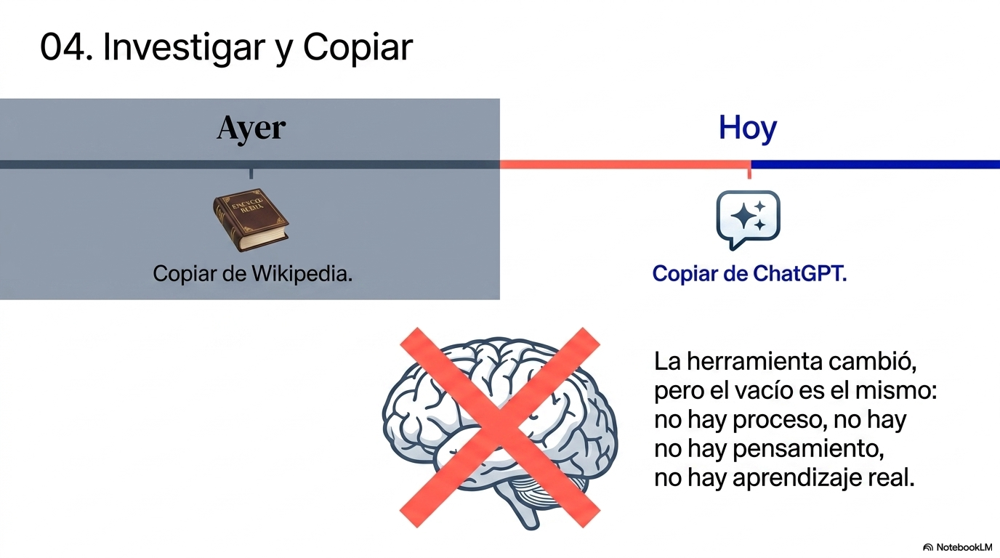 04. Investigar y Copiar
Ayer
Hoy
Copiar de Wikipedia.
Copiar de ChatGPT.
La herramienta cambió,
pero el vacío es el mismo:
no hay proceso, no hay
no hay pensamiento,
no hay aprendizaje real.
NotebookLM